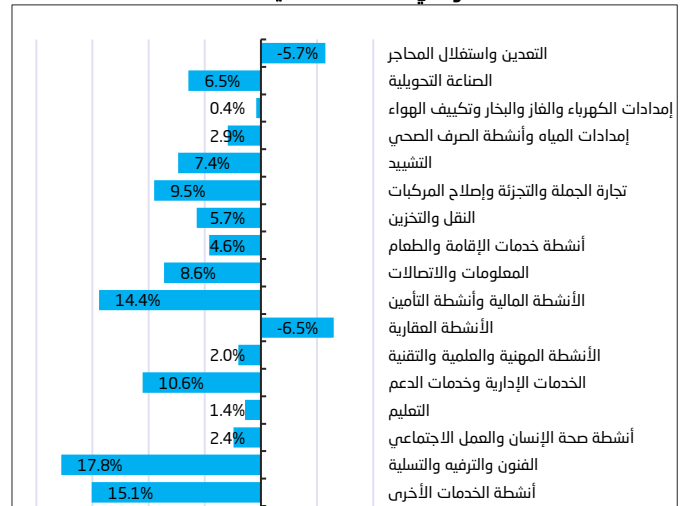 التعدين واستغلال المحاجر -5.7%
الصناعة التحويلية 6.5%
إمدادات الكهرباء والغاز والبخار وتكييف الهواء 0.4%
إمدادات المياه وأنشطة الصرف الصحي 2.9%
التشييد 7.4%
تجارة الجملة والتجزئة وإصلاح المركبات 9.5%
النقل والتخزين 5.7%
أنشطة خدمات الإقامة والطعام 4.6%
المعلومات والاتصالات 8.6%
الأنشطة المالية وأنشطة التأمين 14.4%
الأنشطة العقارية -6.5%
الأنشطة المهنية والعلمية والتقنية 2.0%
الخدمات الإدارية وخدمات الدعم 10.6%
التعليم 1.4%
أنشطة صحة الإنسان والعمل الاجتماعي 2.4%
الفنون والترفيه والتسلية 17.8%
أنشطة الخدمات الأخرى 15.1%